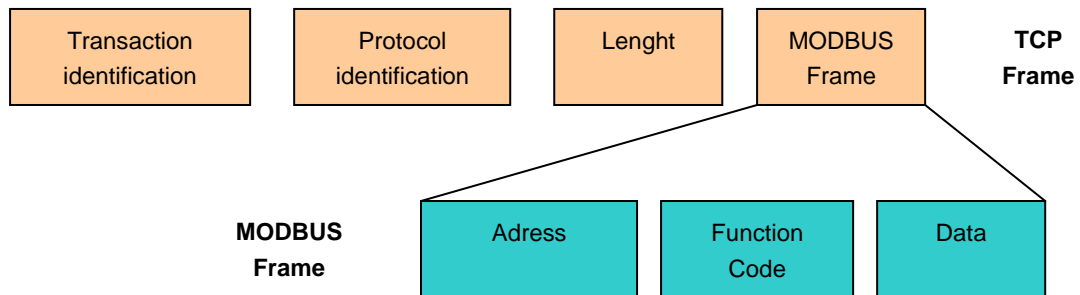 Transaction
identification
Protocol
identification
Lenght
MODBUS
Frame
TCP
Frame
MODBUS
Frame
Adress
Function
Code
Data